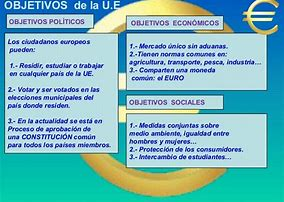 OBJETIVOS de la U.E
OBJETIVOS POLÍTICOS
Los ciudadanos europeos
pueden:
1.- Residir, estudiar o trabajar
en cualquier país de la UE.
2.- Votar y ser votados en las
elecciones municipales del
país donde residen.
3.- En la actualidad se está en
Proceso de aprobación de
una CONSTITUCIÓN común
para todos los países miembros.
OBJETIVOS ECONÓMICOS
1.- Mercado único sin aduanas.
2.-Tienen normas comunes en:
agricultura, transporte, pesca, industria…
3.- Comparten una moneda
común: el EURO
OBJETIVOS SOCIALES
1.- Medidas conjuntas sobre
medio ambiente, igualdad entre
hombres y mujeres…
2.- Protección de los consumidores.
3.- Intercambio de estudiantes…